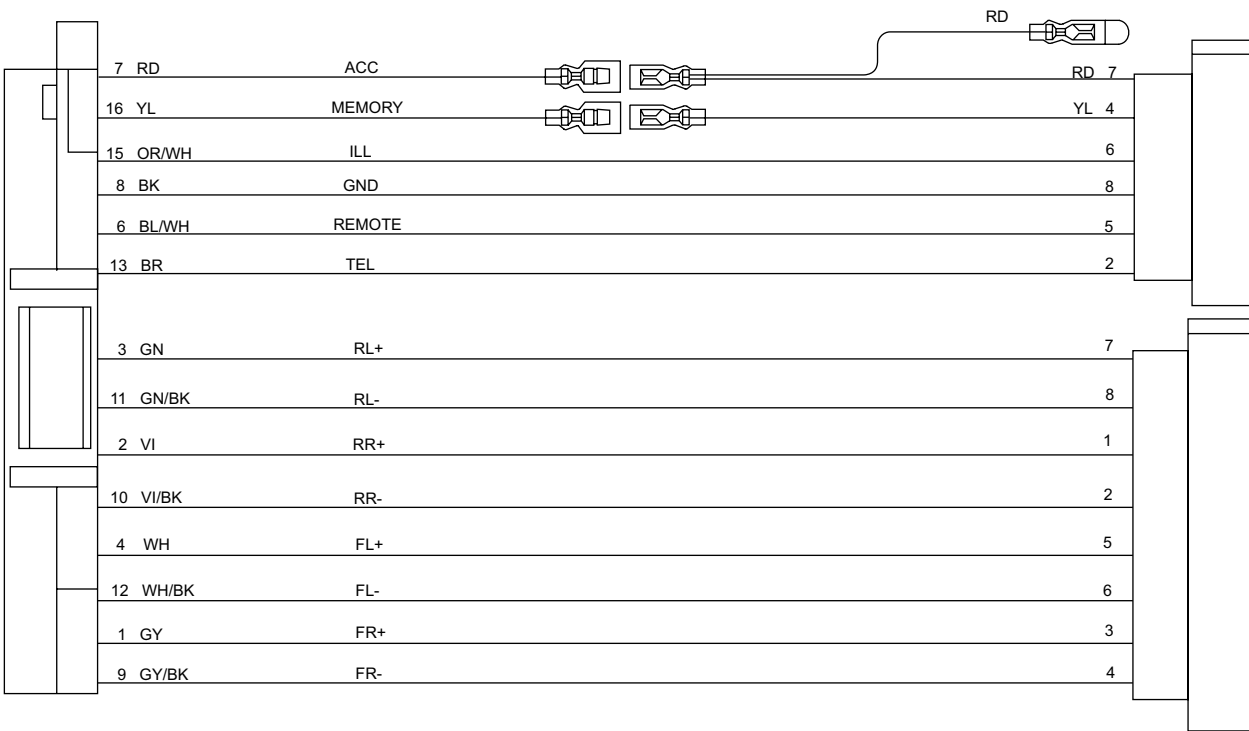 RD
7 RD ACC RD 7
16 YL MEMORY YL 4
15 OR/WH ILL 6
8 BK GND 8
6 BL/WH REMOTE 5
13 BR TEL 2
3 GN RL+ 7
11 GN/BK RL- 8
2 VI RR+ 1
10 VI/BK RR- 2
4 WH FL+ 5
12 WH/BK FL- 6
1 GY FR+ 3
9 GY/BK FR- 4